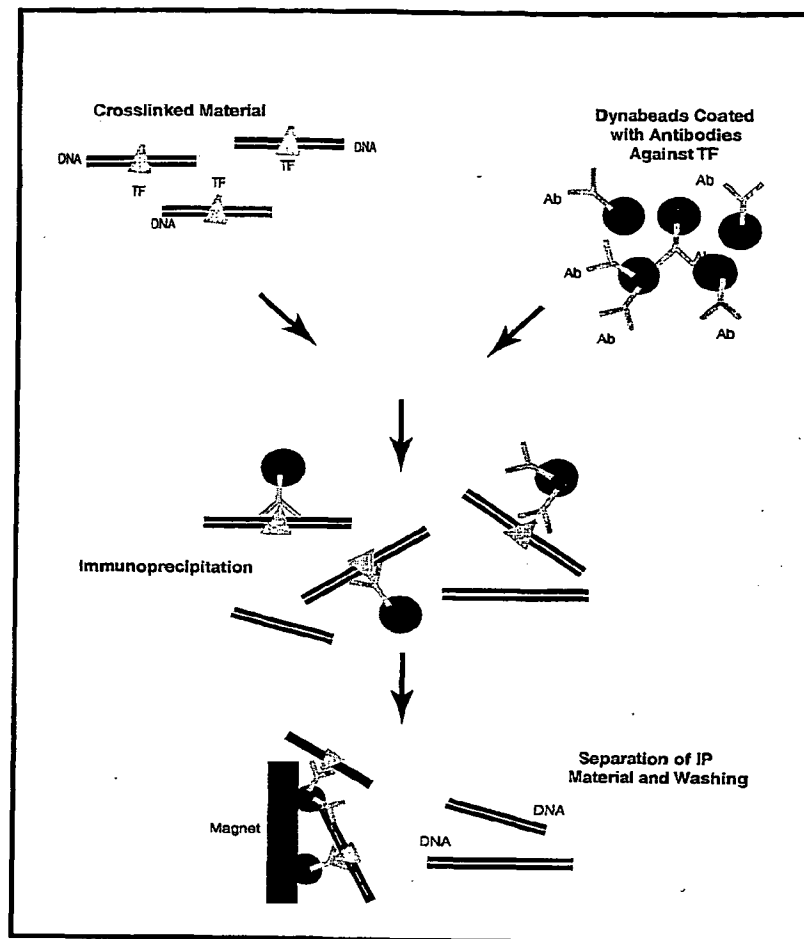 Crosslinked Material
DNA
TF
TF
DNA
TF
DNA
Dynabeads Coated
with Antibodies
Against TF
Ab
Ab
Ab
Ab
Ab
Ab
Immunoprecipitation
Separation of IP
Material and Washing
Magnet
DNA
DNA